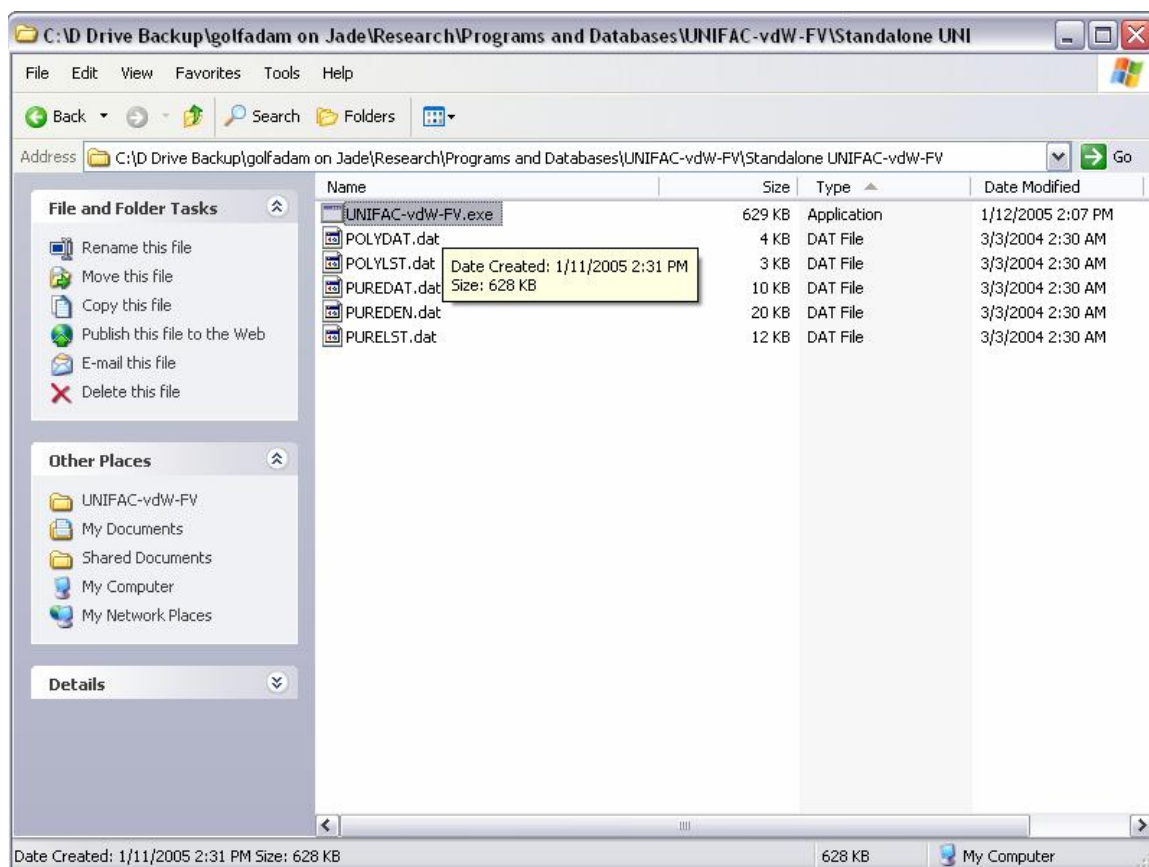 C:\D Drive Backup\golfadam on Jade\Research\Programs and Databases\UNIFAC-vdW-FV\Standalone UNI
File Edit View Favorites Tools Help
Back Search Folders
Address C:\D Drive Backup\golfadam on Jade\Research\Programs and Databases\UNIFAC-vdW-FV\Standalone UNIFAC-vdW-FV Go
File and Folder Tasks
Rename this file
Move this file
Copy this file
Publish this file to the Web
E-mail this file
Delete this file
Other Places
UNIFAC-vdW-FV
My Documents
Shared Documents
My Computer
My Network Places
Details
Name Size Type Date Modified
UNIFAC-vdW-FV.exe 629 KB Application 1/12/2005 2:07 PM
POLYDAT.dat 4 KB DAT File 3/3/2004 2:30 AM
POLYLST.dat 3 KB DAT File 3/3/2004 2:30 AM
PUREDAT.dat 10 KB DAT File 3/3/2004 2:30 AM
PUREDEN.dat 20 KB DAT File 3/3/2004 2:30 AM
PURELST.dat 12 KB DAT File 3/3/2004 2:30 AM
Date Created: 1/11/2005 2:31 PM
Size: 628 KB
Date Created: 1/11/2005 2:31 PM Size: 628 KB 628 KB My Computer